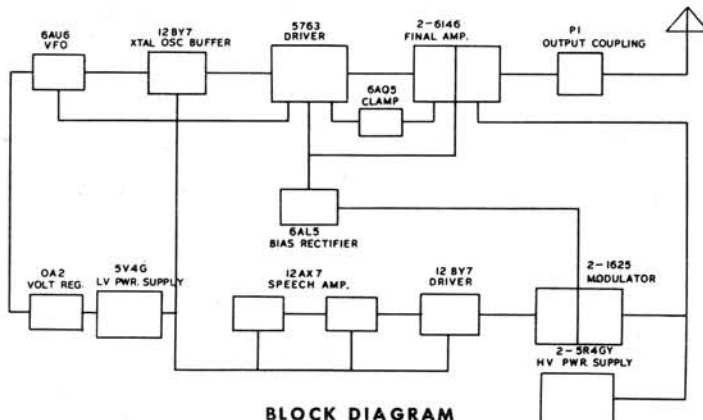 6AU6
VFO
12BY7
XTAL OSC BUFFER
5763
DRIVER
2-6146
FINAL AMP.
PI
OUTPUT COUPLING
6AQ5
CLAMP
6AL5
BIAS RECTIFIER
OA2
VOLT REG.
5V4G
LV PWR. SUPPLY
12AX7
SPEECH AMP.
12BY7
DRIVER
2-1625
MODULATOR
2-5R4GY
HV PWR. SUPPLY
BLOCK DIAGRAM